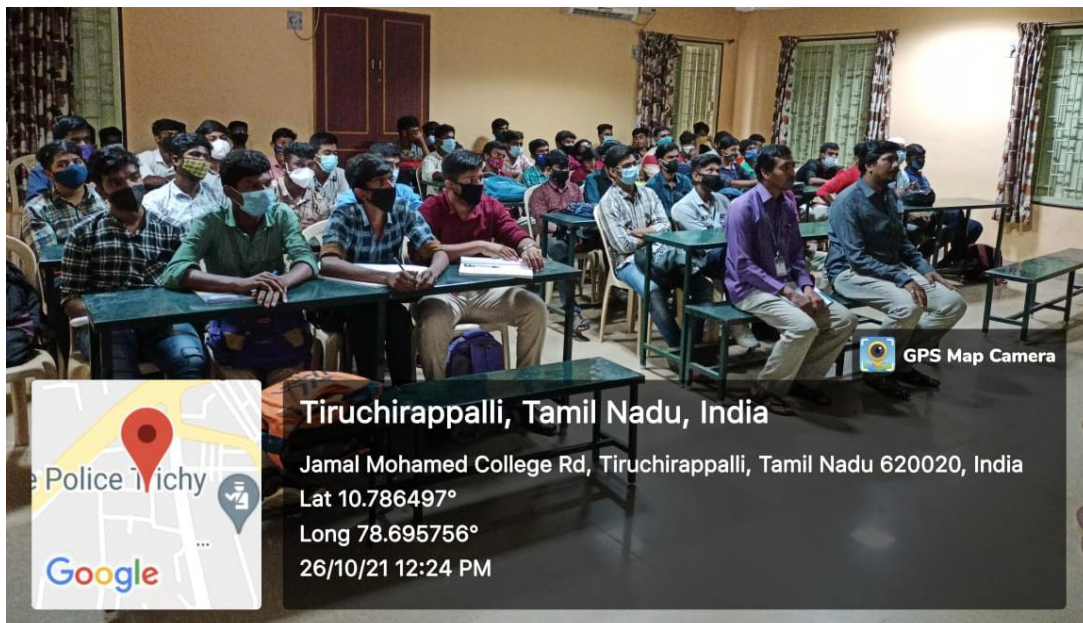 GPS Map Camera
Tiruchirappalli, Tamil Nadu, India
Jamal Mohamed College Rd, Tiruchirappalli, Tamil Nadu 620020, India
Lat 10.786497°
Long 78.695756°
26/10/21 12:24 PM
Police Trichy
...
Google